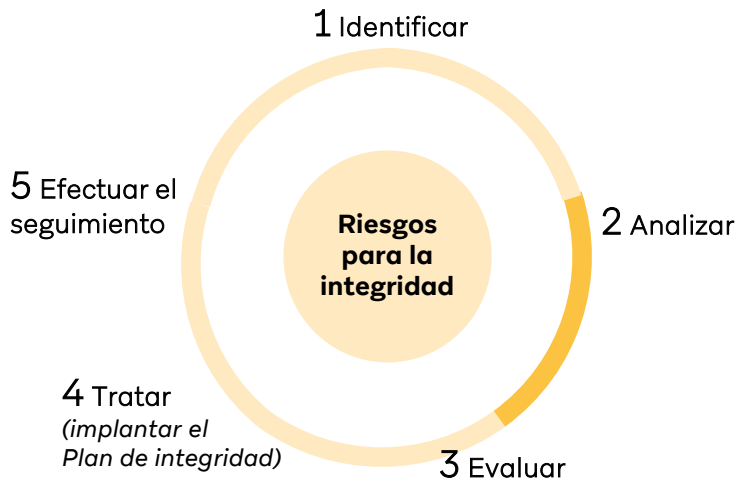 1 Identificar
2 Analizar
3 Evaluar
4 Tratar
(implantar el
Plan de integridad)
5 Efectuar el
seguimiento
Riesgos
para la
integridad